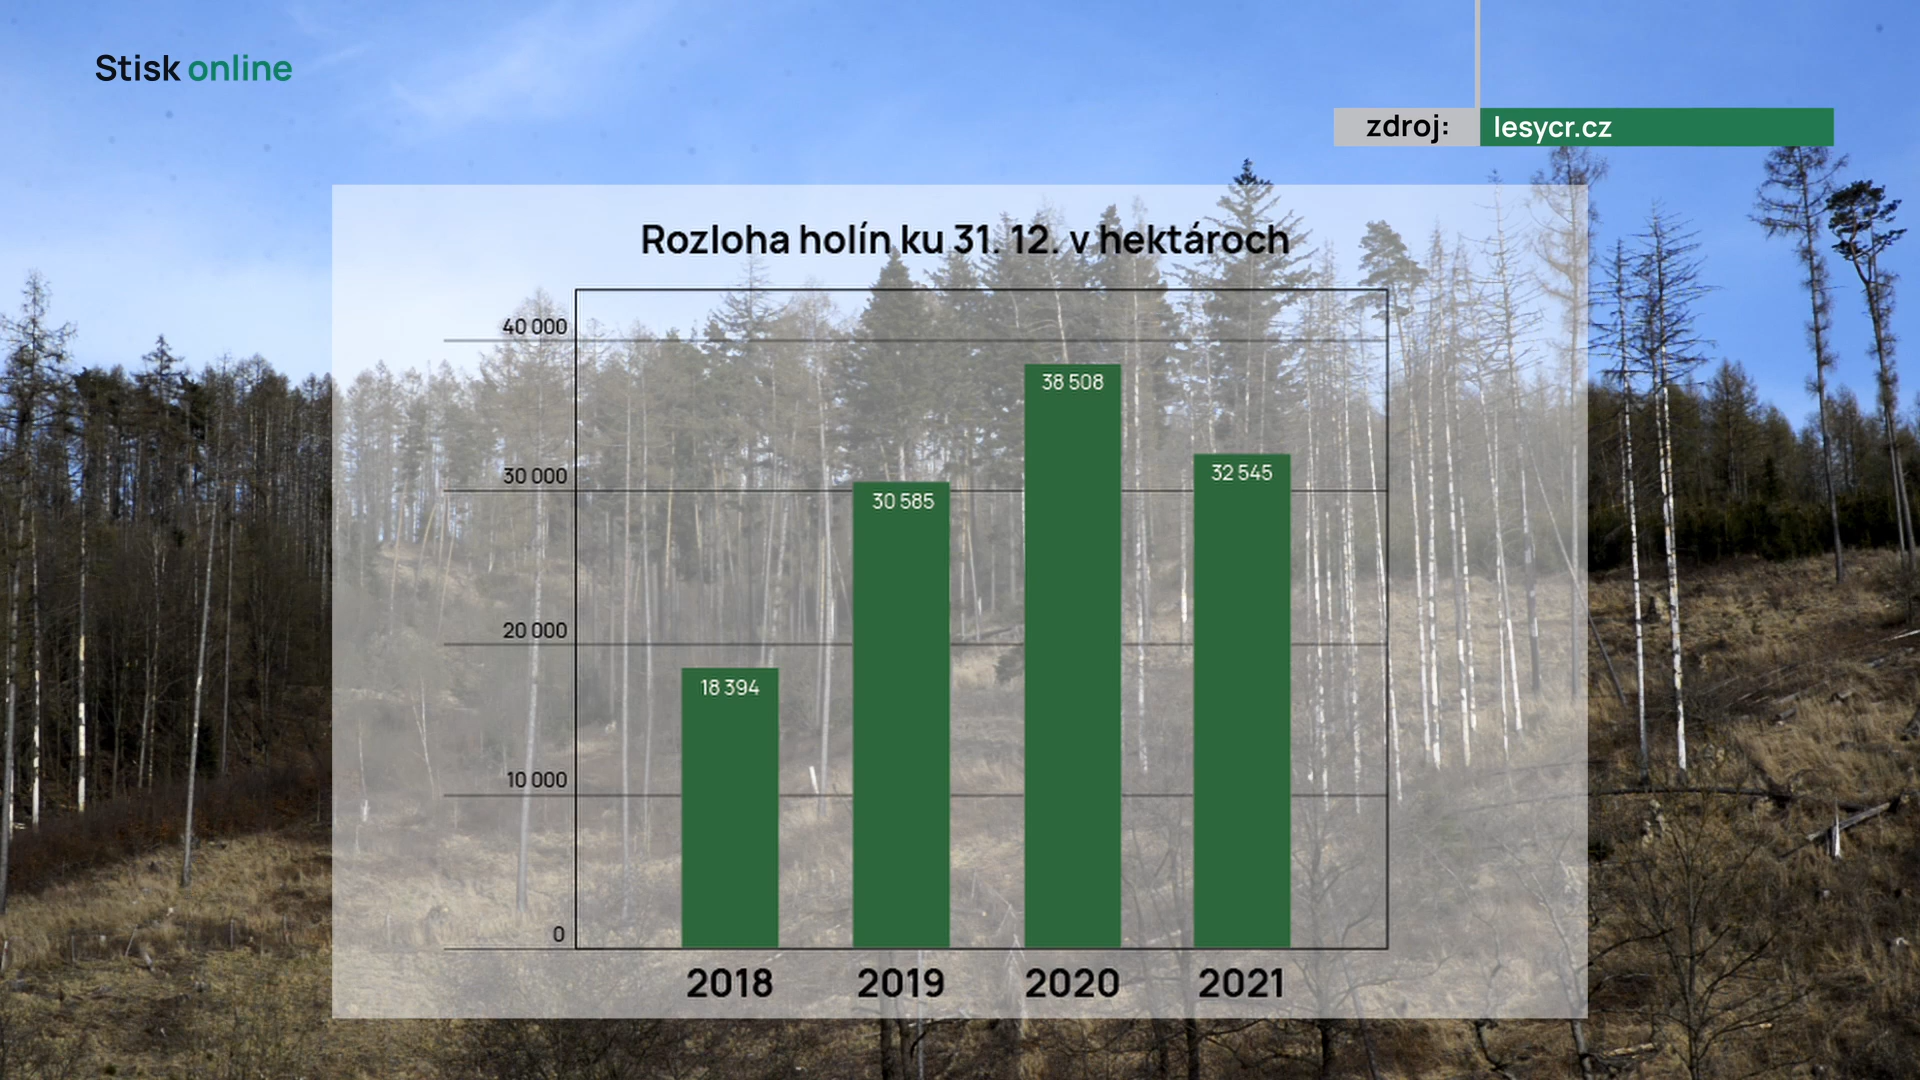 Stisk online
zdroj: lesycr.cz
Rozloha holín ku 31. 12. v hektároch
40 000
30 000
20 000
10 000
0
18 394
30 585
38 508
32 545
2018 2019 2020 2021